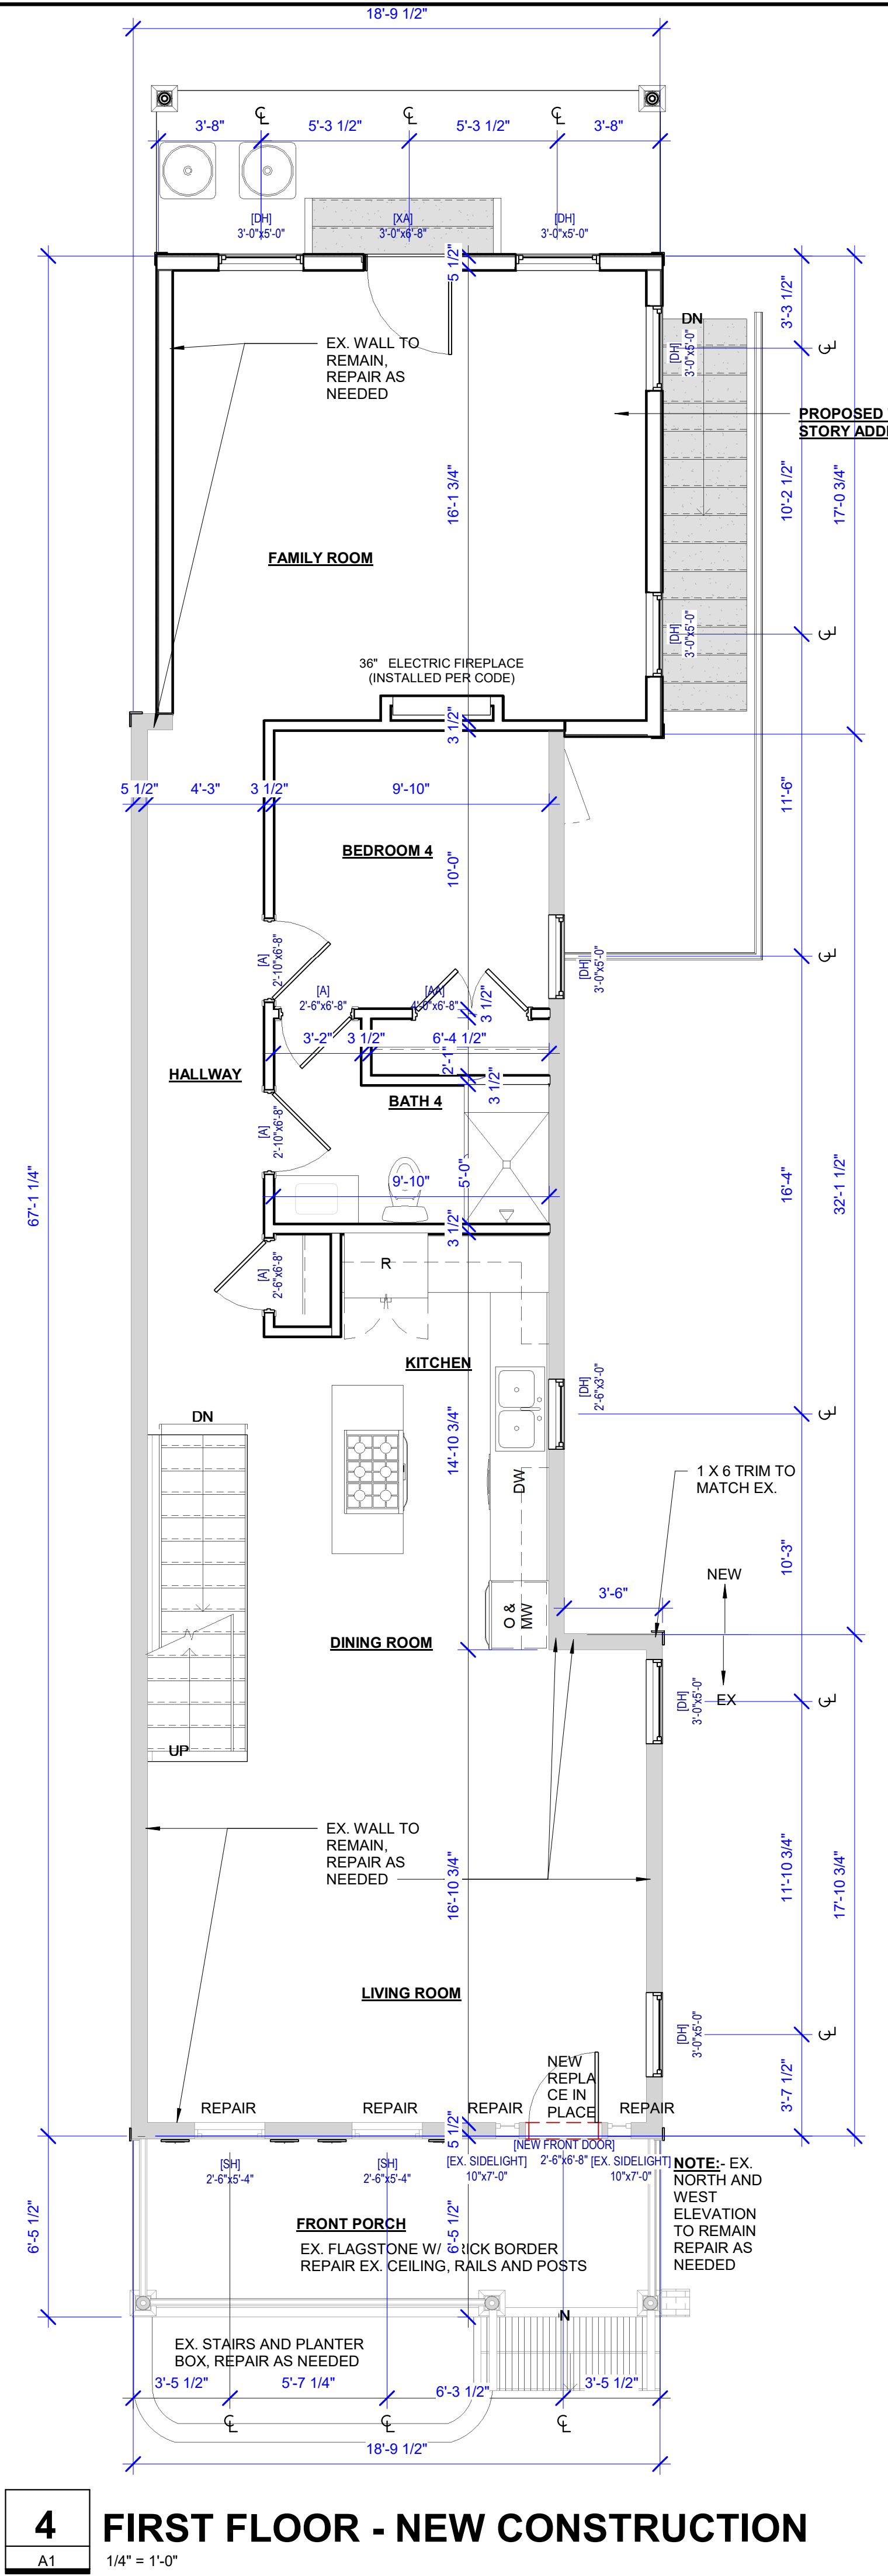 18'-9 1/2"
3'-8"
5'-3 1/2"
5'-3 1/2"
3'-8"
[DH]
3'-0"x5'-0"
[XA]
3'-0"x6'-8"
[DH]
3'-0"x5'-0"
5 1/2"
3'-3 1/2"
DN
[DH]
3'-0"x5'-0"
EX. WALL TO
REMAIN,
REPAIR AS
NEEDED
PROPOSED
STORY
16'-1 3/4"
10'-2 1/2"
17'-0 3/4"
FAMILY ROOM
[DH]
3'-0"x5'-0"
36" ELECTRIC FIREPLACE
(INSTALLED PER CODE)
3 1/2"
5 1/2"
4'-3"
3 1/2"
9'-10"
11'-6"
BEDROOM 4
10'-0"
[A]
2'-10"x6'-8"
[A]
2'-6"x6'-8"
[AA]
4'-0"x6'-8"
3 1/2"
[DH]
3'-0"x5'-0"
3'-2"
3 1/2"
6'-4 1/2"
2'-1"
3 1/2"
HALLWAY
BATH 4
[A]
2'-10"x6'-8"
9'-10"
5'-0"
3 1/2"
67'-1 1/4"
16'-4"
32'-1 1/2"
[A]
2'-6"x6'-8"
R
KITCHEN
[DH]
2'-6"x3'-0"
DN
14'-10 3/4"
DW
1 X 6 TRIM TO
MATCH EX.
10'-3"
NEW
3'-6"
O &
MW
DINING ROOM
EX
[DH]
3'-0"x5'-0"
UP
EX. WALL TO
REMAIN,
REPAIR AS
NEEDED
16'-10 3/4"
11'-10 3/4"
17'-10 3/4"
LIVING ROOM
[DH]
3'-0"x5'-0"
3'-7 1/2"
NEW
REPLA
CE IN
PLACE
REPAIR
REPAIR
REPAIR
REPAIR
5 1/2"
[NEW FRONT DOOR]
2'-6"x6'-8"
[EX. SIDELIGHT]
10"x7'-0"
[EX. SIDELIGHT]
10"x7'-0"
[SH]
2'-6"x5'-4"
[SH]
2'-6"x5'-4"
NOTE:- EX.
NORTH AND
WEST
ELEVATION
TO REMAIN
REPAIR AS
NEEDED
6'-5 1/2"
6'-5 1/2"
FRONT PORCH
EX. FLAGSTONE W/ BORDER
REPAIR EX. CEILING, RAILS AND POSTS
EX. STAIRS AND PLANTER
BOX, REPAIR AS NEEDED
3'-5 1/2"
5'-7 1/4"
6'-3 1/2"
3'-5 1/2"
18'-9 1/2"
4
A1
FIRST FLOOR - NEW CONSTRUCTION
1/4" = 1'-0"